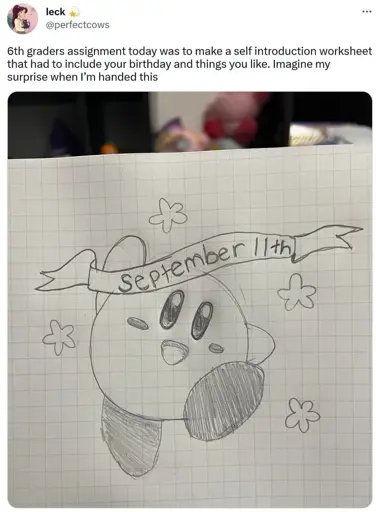 leck
@perfectcows
6th graders assignment today was to make a self introduction worksheet
that had to include your birthday and things you like. Imagine my
surprise when I'm handed this
September 11th